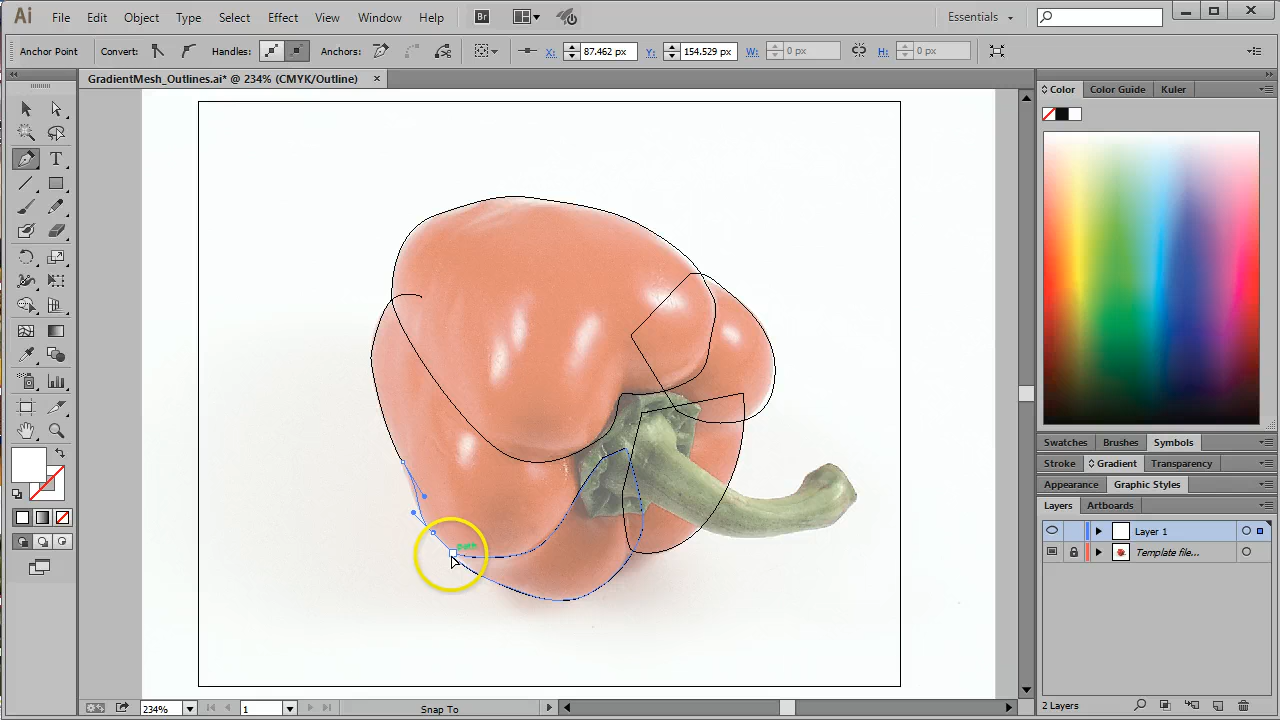 Ai File Edit Object Type Select Effect View Window Help Br Essentials
Anchor Point Convert: Handles: Anchors: X: 87.462 px Y: 154.529 px W: 0 px H: 0 px
GradientMesh_Outlines.ai* @ 234% (CMYK/Outline) ×
Color Color Guide Kuler
T
path
Swatches Brushes Symbols
Stroke Gradient Transparency
Appearance Graphic Styles
Layers Artboards
Layer 1
Template file...
2 Layers
234% 1 Snap To